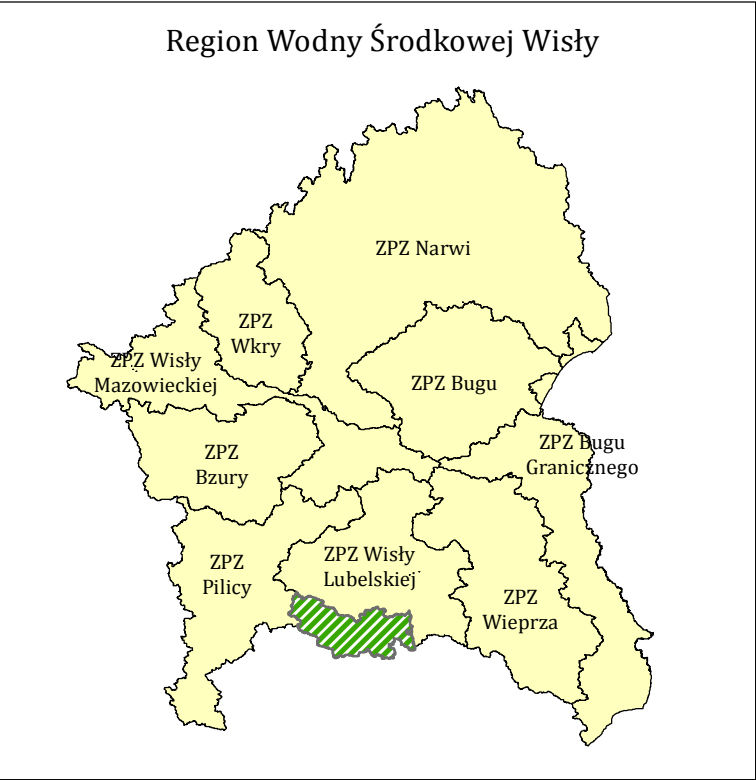 Region Wodny Środkowej Wisły
ZPZ Narwi
ZPZ
Wkry
ZPZ Wisły
Mazowieckiej
ZPZ Bugu
ZPZ
Bzury
ZPZ Bugu
Granicznego
ZPZ
Pilicy
ZPZ Wisły
Lubelskiej
ZPZ
Wieprza